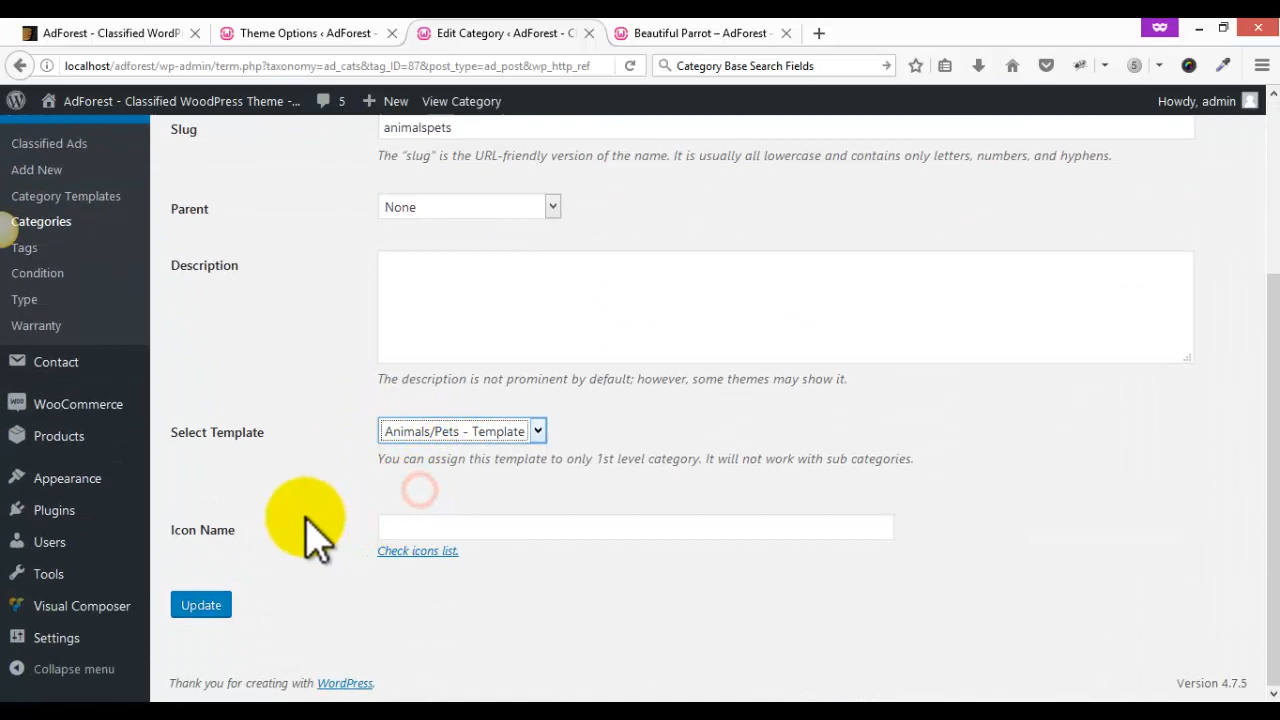 AdForest - Classified WordP
Theme Options ‹ AdForest -
Edit Category ‹ AdForest - C
Beautiful Parrot – AdForest -
localhost/adforest/wp-admin/term.php?taxonomy=ad_cats&tag_ID=87&post_type=ad_post&wp_http_ref
Category Base Search Fields
5
AdForest - Classified WoodPress Theme -...
5
New
View Category
Howdy, admin
Classified Ads
Add New
Category Templates
Categories
Tags
Condition
Type
Warranty
Contact
WooCommerce
Products
Appearance
Plugins
Users
Tools
Visual Composer
Settings
Collapse menu
Slug
animalspets
The “slug” is the URL-friendly version of the name. It is usually all lowercase and contains only letters, numbers, and hyphens.
Parent
None
Description
The description is not prominent by default; however, some themes may show it.
Select Template
Animals/Pets - Template
You can assign this template to only 1st level category. It will not work with sub categories.
Icon Name
Check icons list.
Update
Thank you for creating with WordPress.
Version 4.7.5